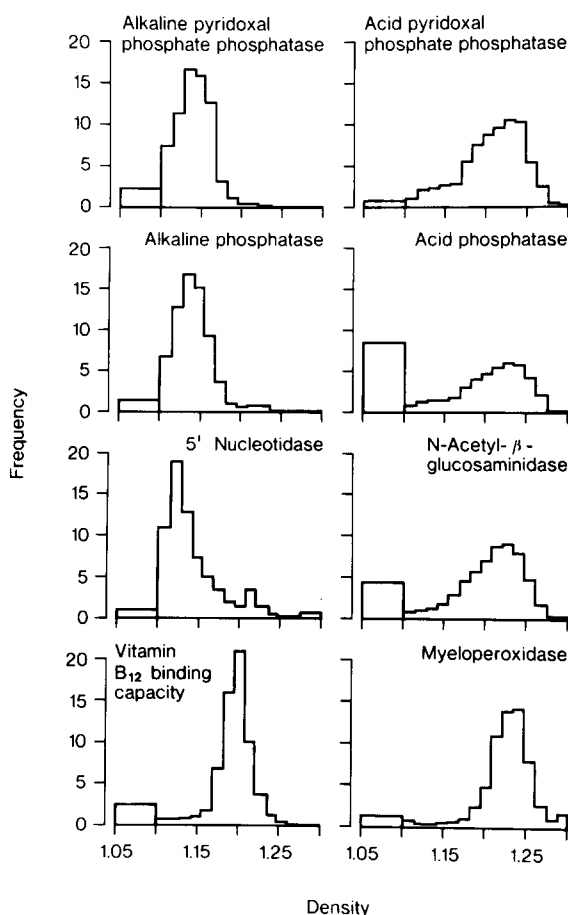 Alkaline pyridoxal
phosphate phosphatase
Acid pyridoxal
phosphate phosphatase
20
15
10
5
0
Alkaline phosphatase
Acid phosphatase
20
15
10
5
0
5' Nucleotidase
N-Acetyl-β-
glucosaminidase
20
15
10
5
0
Vitamin
B₁₂ binding
capacity
Myeloperoxidase
20
15
10
5
0
1.05 1.15 1.25 1.05 1.15 1.25
Frequency
Density